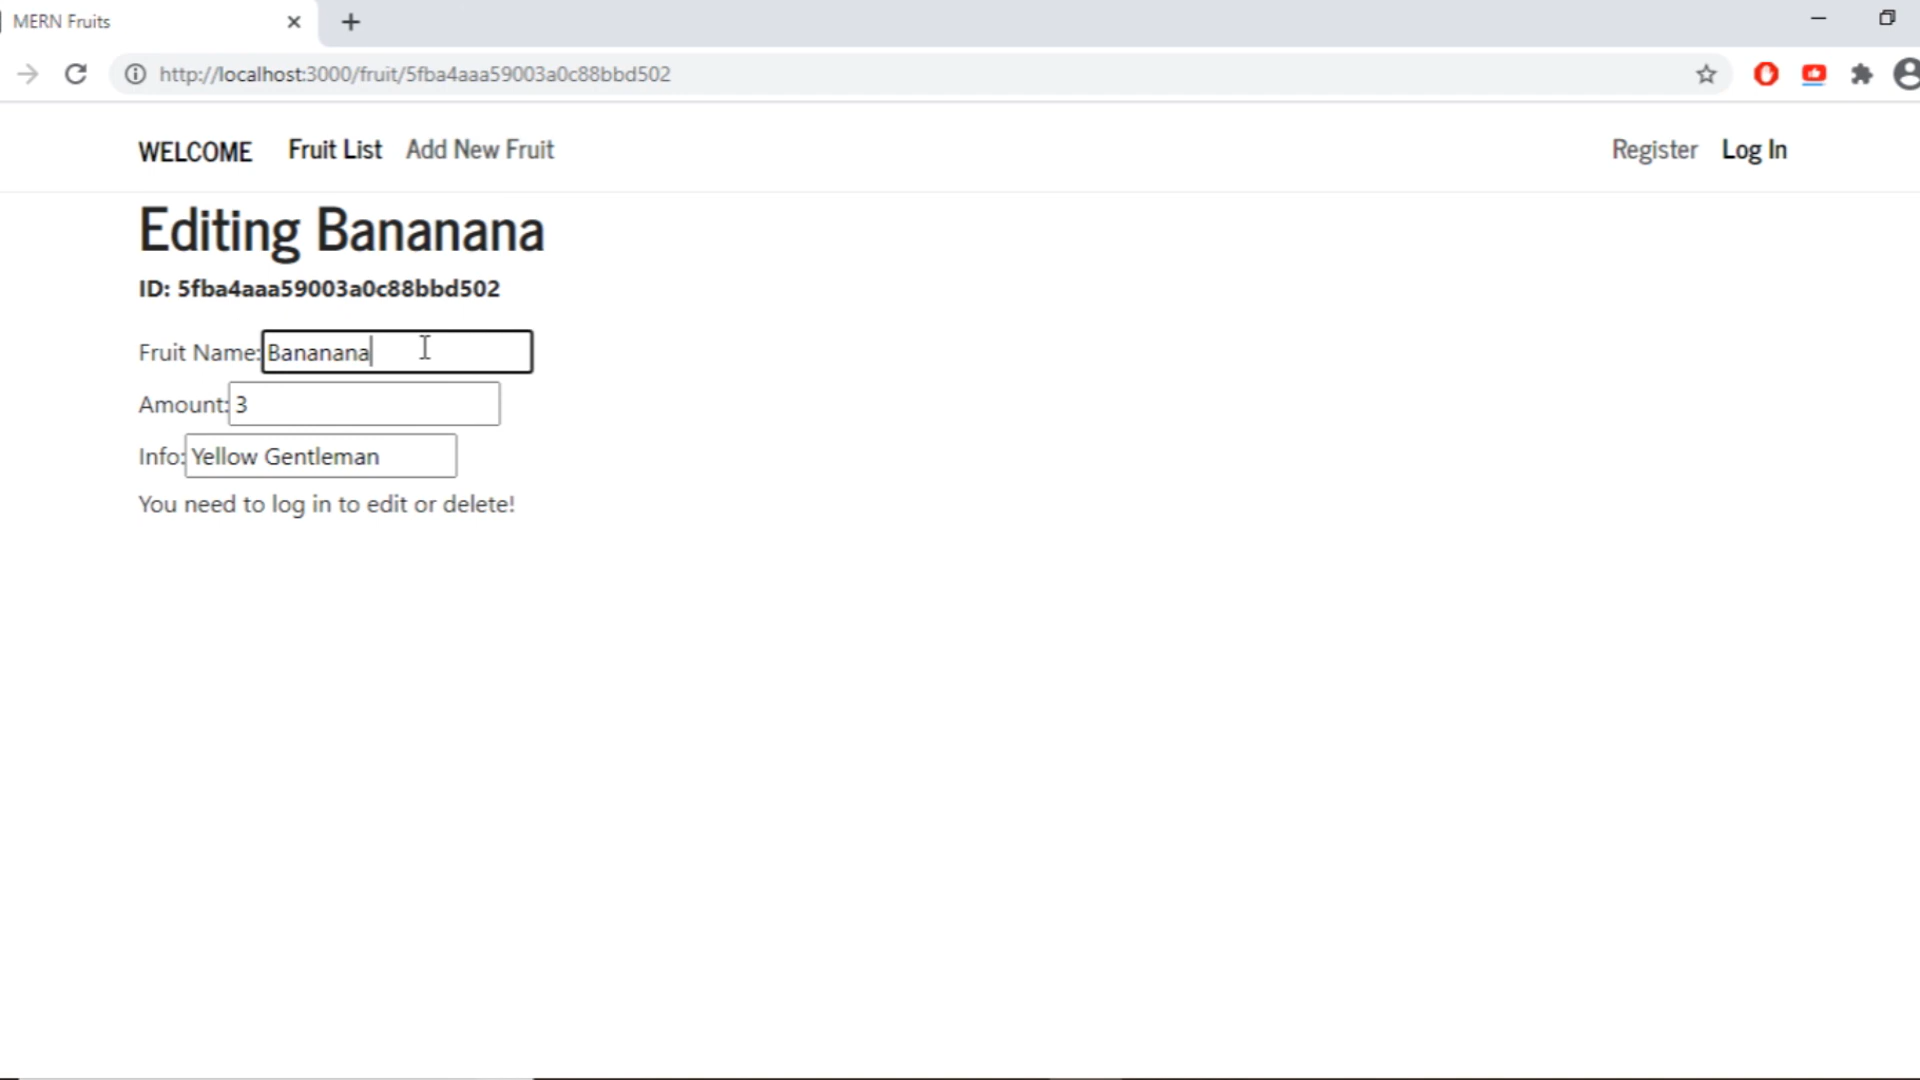 MERN Fruits
http://localhost:3000/fruit/5fba4aaa59003a0c88bbd502
WELCOME Fruit List Add New Fruit Register Log In
Editing Bananana
ID: 5fba4aaa59003a0c88bbd502
Fruit Name: Bananana
Amount: 3
Info: Yellow Gentleman
You need to log in to edit or delete!